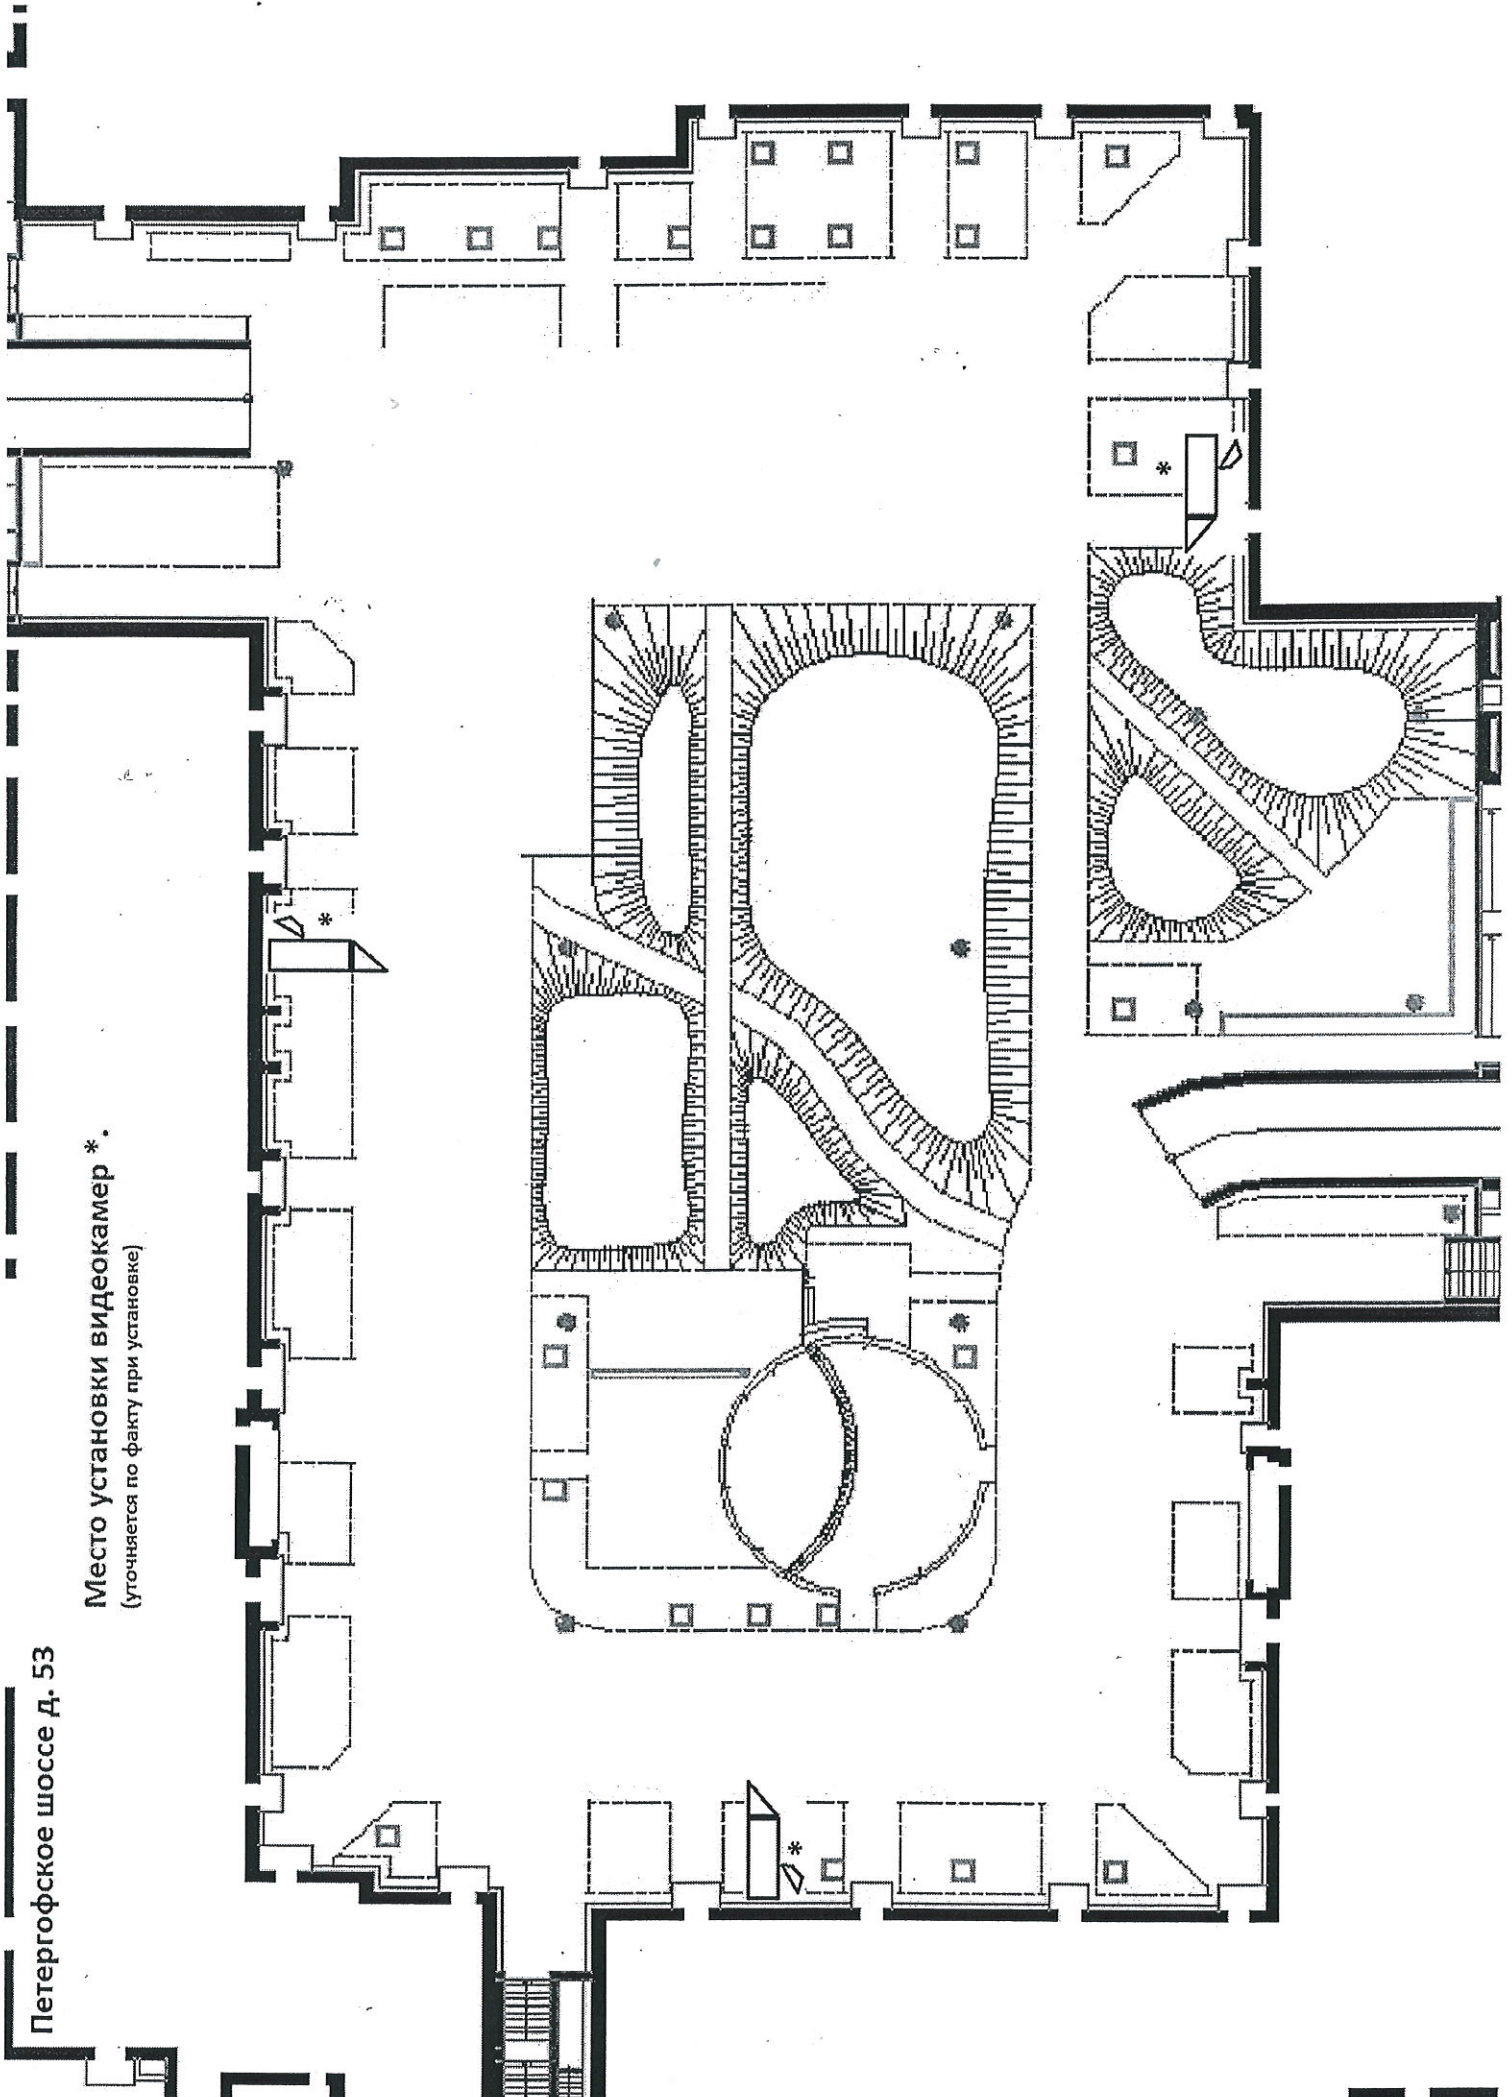 Петергофское шоссе д. 53
Место установки видеокамер *.
(уточняется по факту при установке)
*
*
*